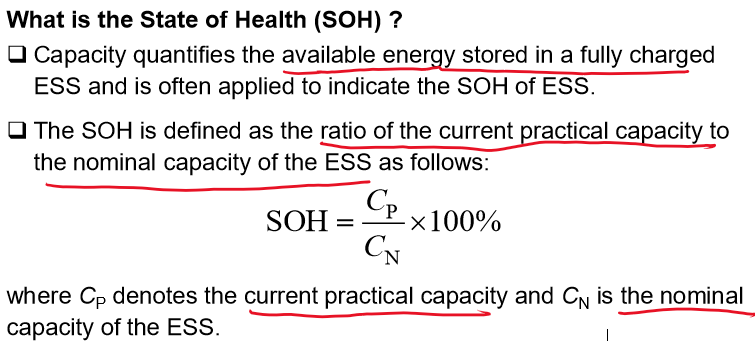 What is the State of Health (SOH) ?
❑ Capacity quantifies the available energy stored in a fully charged
ESS and is often applied to indicate the SOH of ESS.
❑ The SOH is defined as the ratio of the current practical capacity to
the nominal capacity of the ESS as follows:
SOH = C_P / C_N ×100%
where C_P denotes the current practical capacity and C_N is the nominal
capacity of the ESS.